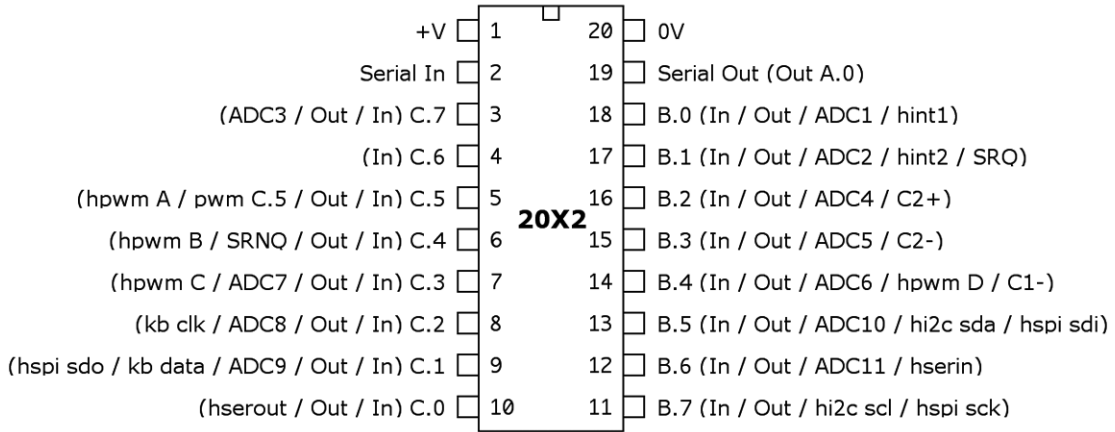 +V 1 20 0V
Serial In 2 19 Serial Out (Out A.0)
(ADC3 / Out / In) C.7 3 18 B.0 (In / Out / ADC1 / hint1)
(In) C.6 4 17 B.1 (In / Out / ADC2 / hint2 / SRQ)
(hpwm A / pwm C.5 / Out / In) C.5 5 16 B.2 (In / Out / ADC4 / C2+)
20X2
(hpwm B / SRNQ / Out / In) C.4 6 15 B.3 (In / Out / ADC5 / C2-)
(hpwm C / ADC7 / Out / In) C.3 7 14 B.4 (In / Out / ADC6 / hpwm D / C1-)
(kb clk / ADC8 / Out / In) C.2 8 13 B.5 (In / Out / ADC10 / hi2c sda / hspi sdi)
(hspi sdo / kb data / ADC9 / Out / In) C.1 9 12 B.6 (In / Out / ADC11 / hserin)
(hserout / Out / In) C.0 10 11 B.7 (In / Out / hi2c scl / hspi sck)